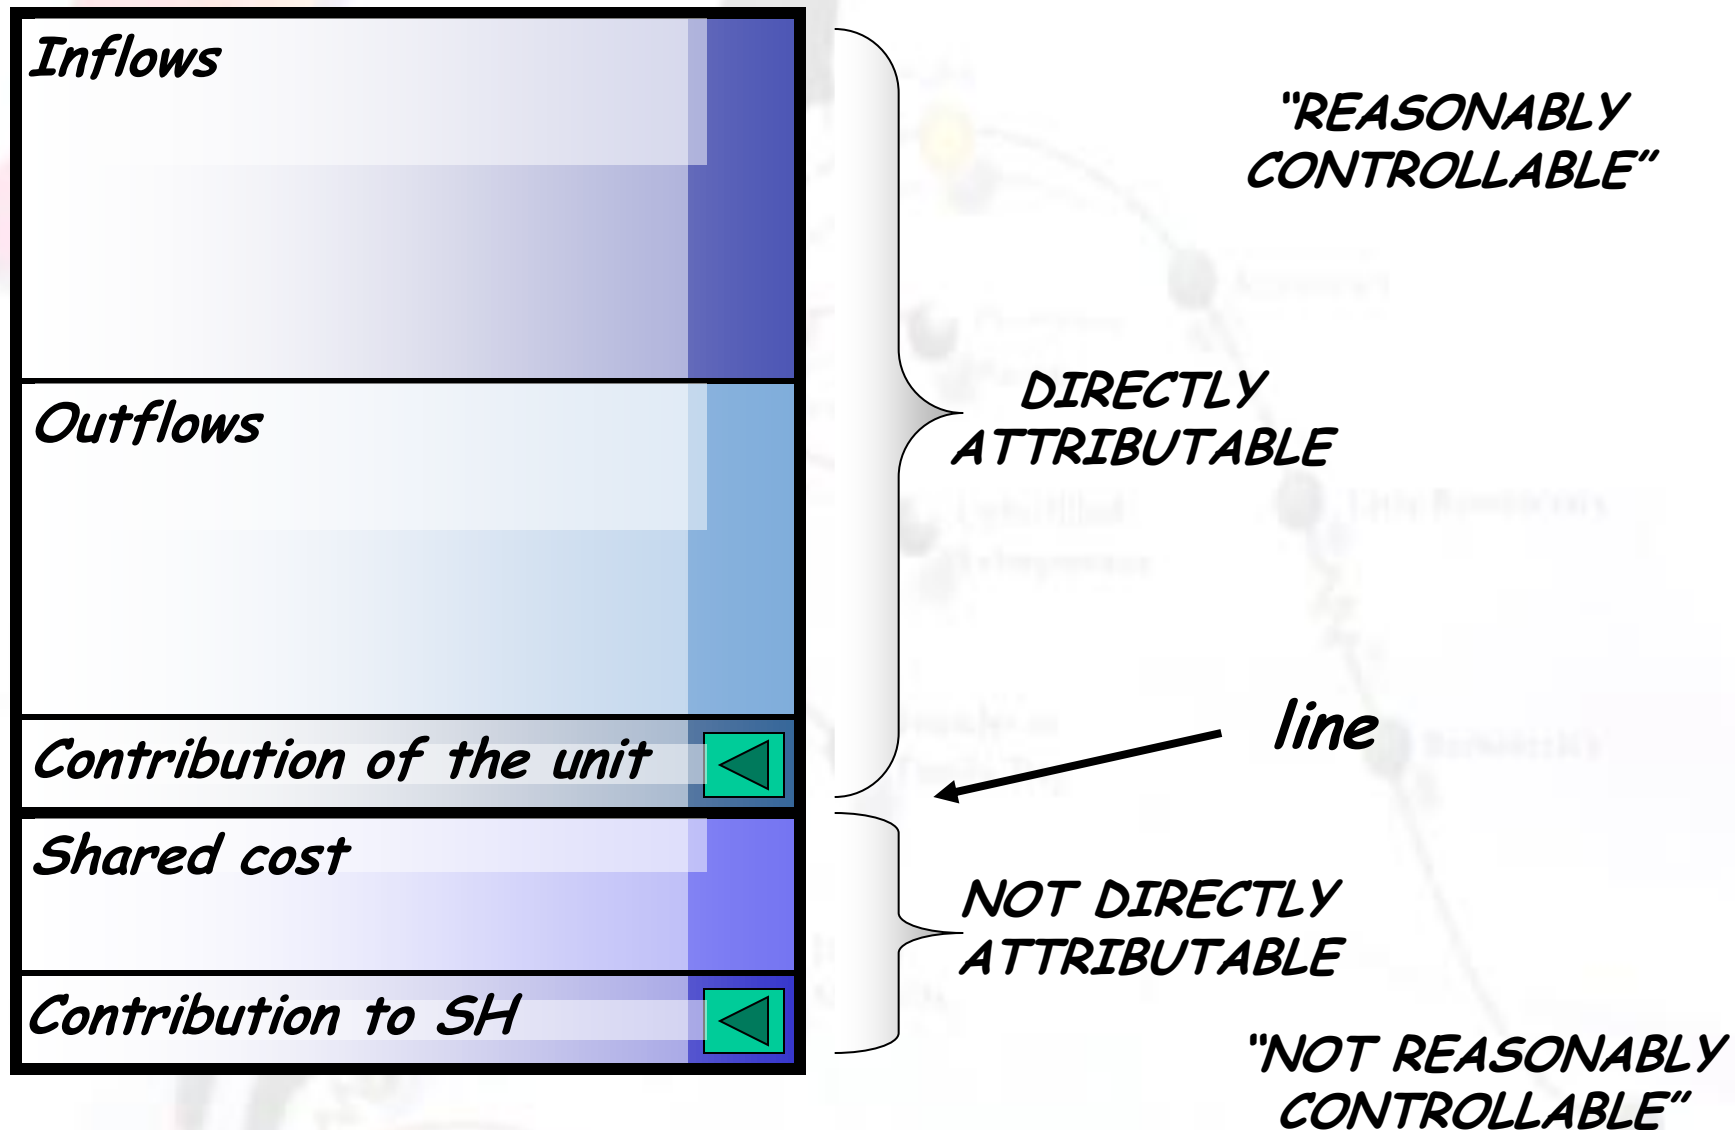 Inflows
"REASONABLY
CONTROLLABLE"
DIRECTLY
ATTRIBUTABLE
Outflows
line
Contribution of the unit
Shared cost
NOT DIRECTLY
ATTRIBUTABLE
Contribution to SH
"NOT REASONABLY
CONTROLLABLE"